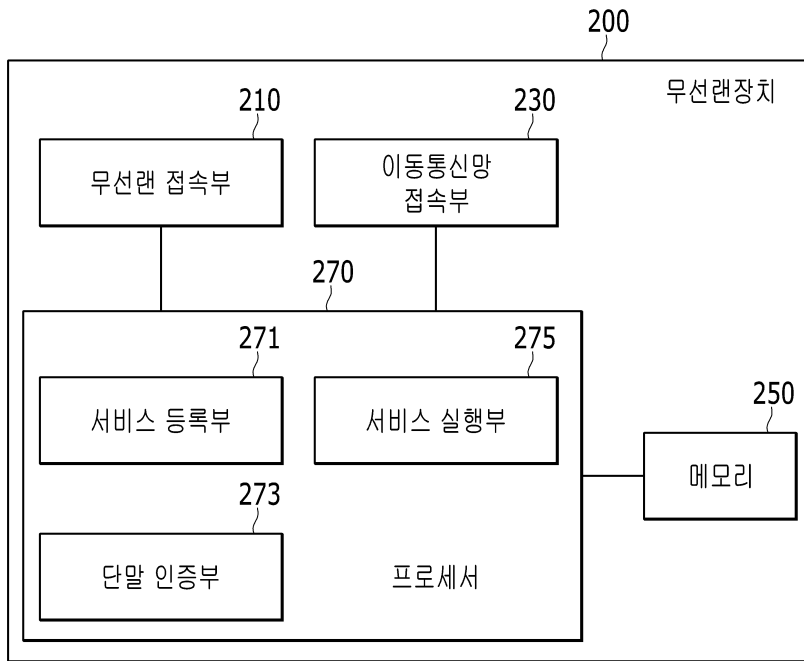 200
무선랜장치
210
230
무선랜 접속부
이동통신망
접속부
270
271
275
서비스 등록부
서비스 실행부
250
메모리
273
단말 인증부
프로세서